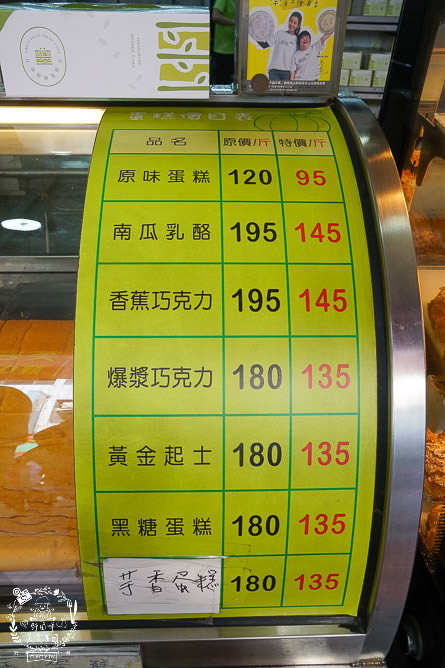 蛋糕價目表
品名 原價/斤 特價/斤
原味蛋糕 120 95
南瓜乳酪 195 145
香蕉巧克力 195 145
爆漿巧克力 180 135
黃金起士 180 135
黑糖蛋糕 180 135
芋香蛋糕 180 135